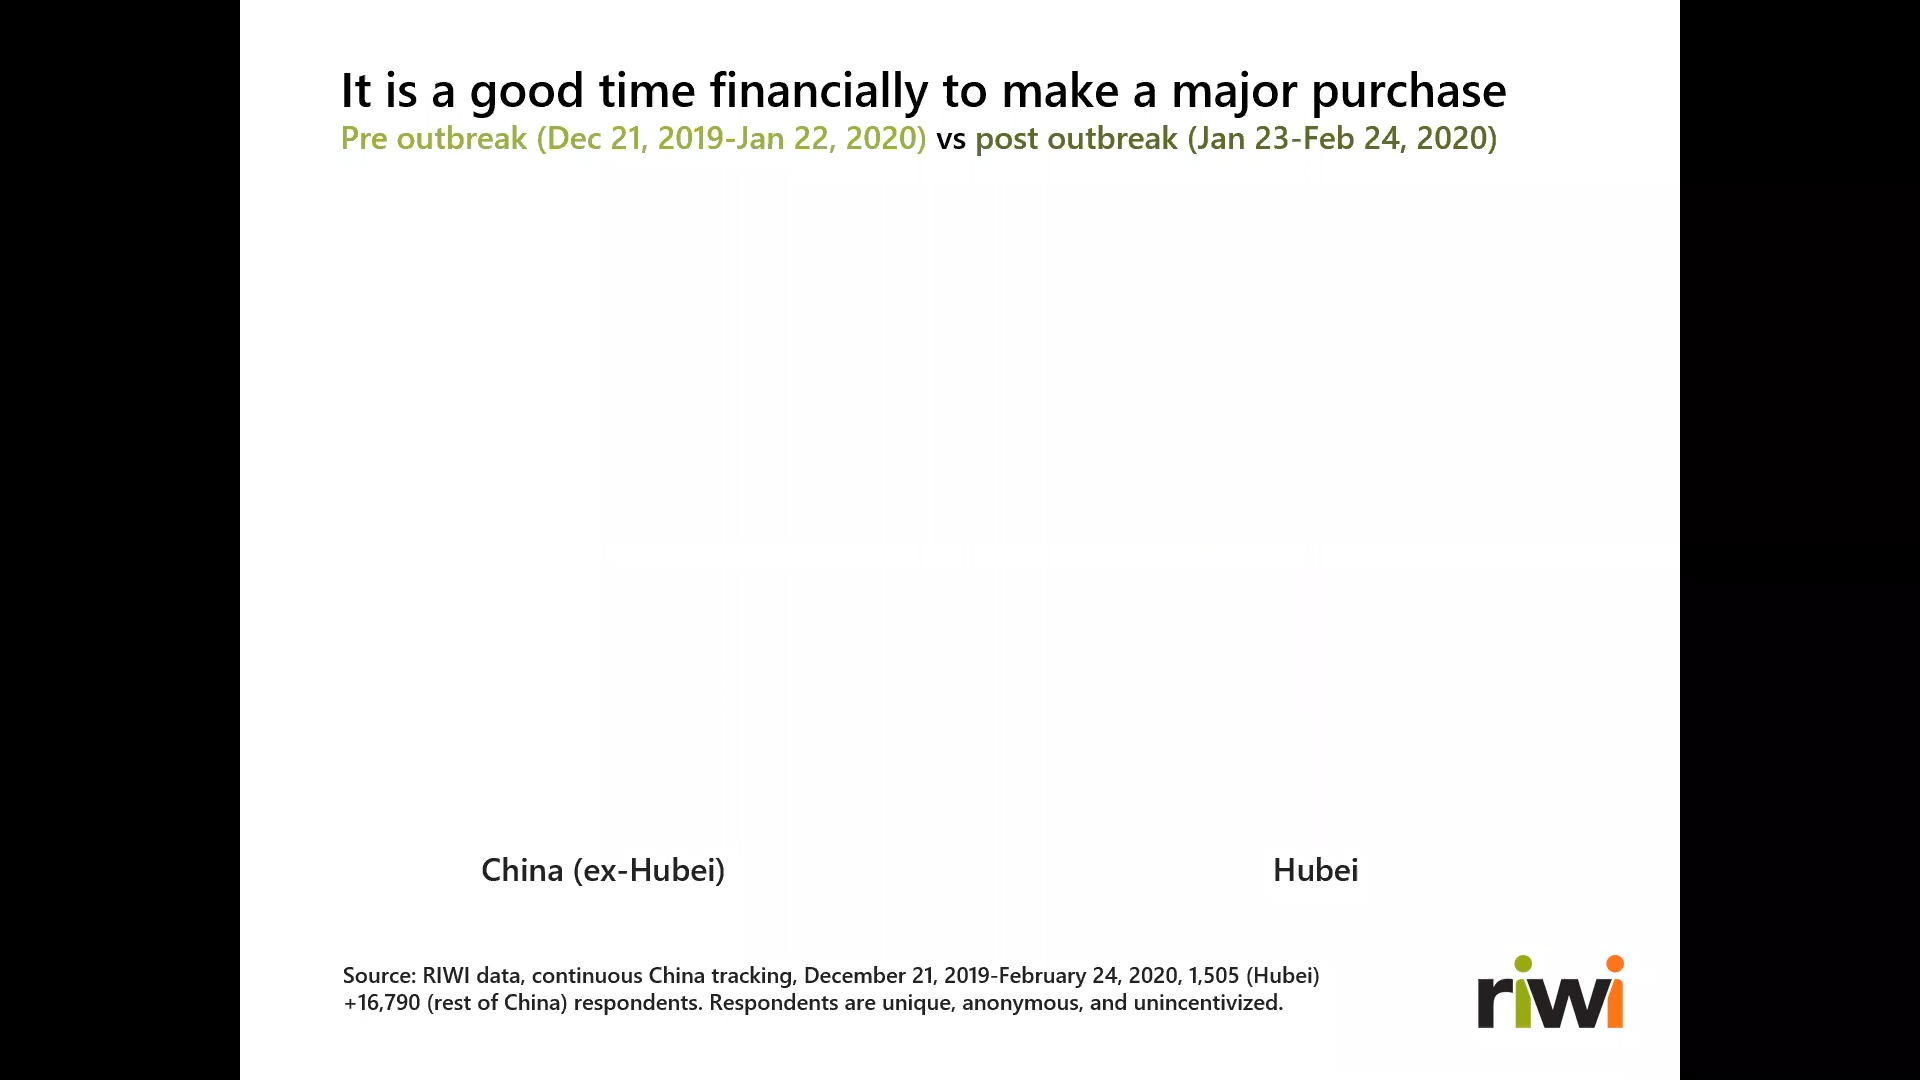 It is a good time financially to make a major purchase
Pre outbreak (Dec 21, 2019-Jan 22, 2020) vs post outbreak (Jan 23-Feb 24, 2020)
China (ex-Hubei)
Hubei
Source: RIWI data, continuous China tracking, December 21, 2019-February 24, 2020, 1,505 (Hubei)
+16,790 (rest of China) respondents. Respondents are unique, anonymous, and unincentivized.
riwi